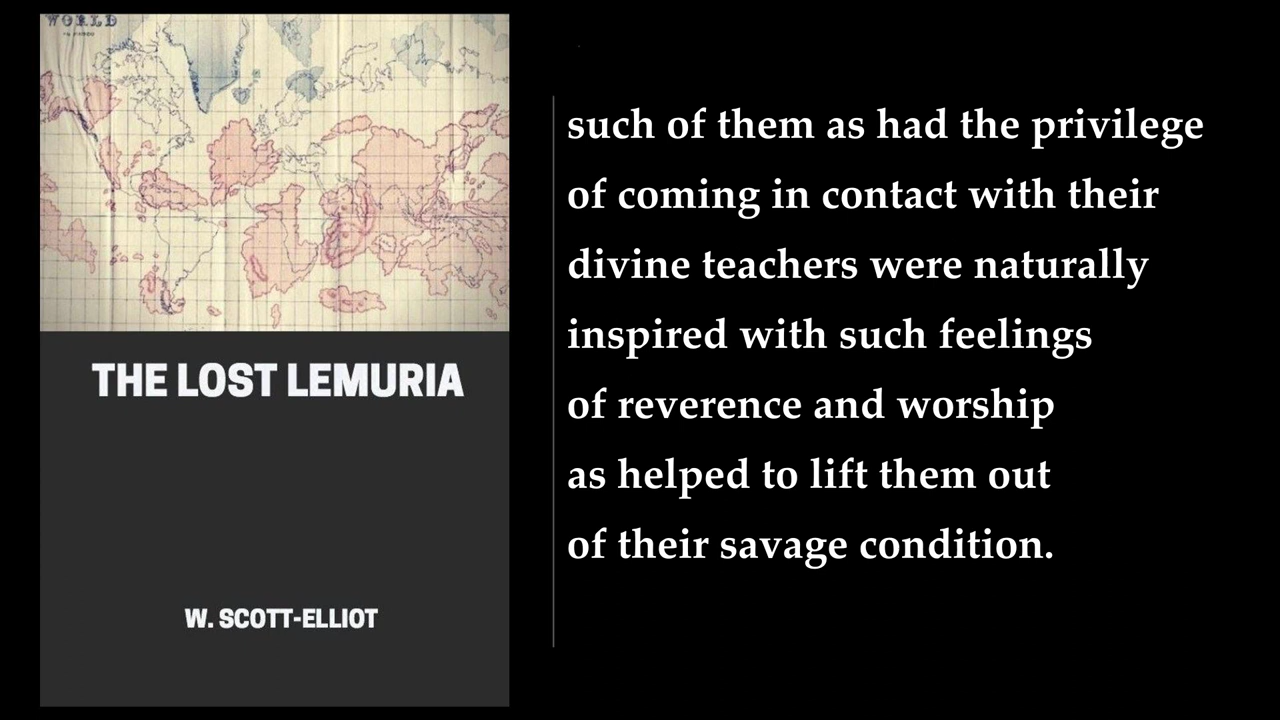 WORLD
THE LOST LEMURIA
W. SCOTT-ELLIOT
such of them as had the privilege
of coming in contact with their
divine teachers were naturally
inspired with such feelings
of reverence and worship
as helped to lift them out
of their savage condition.